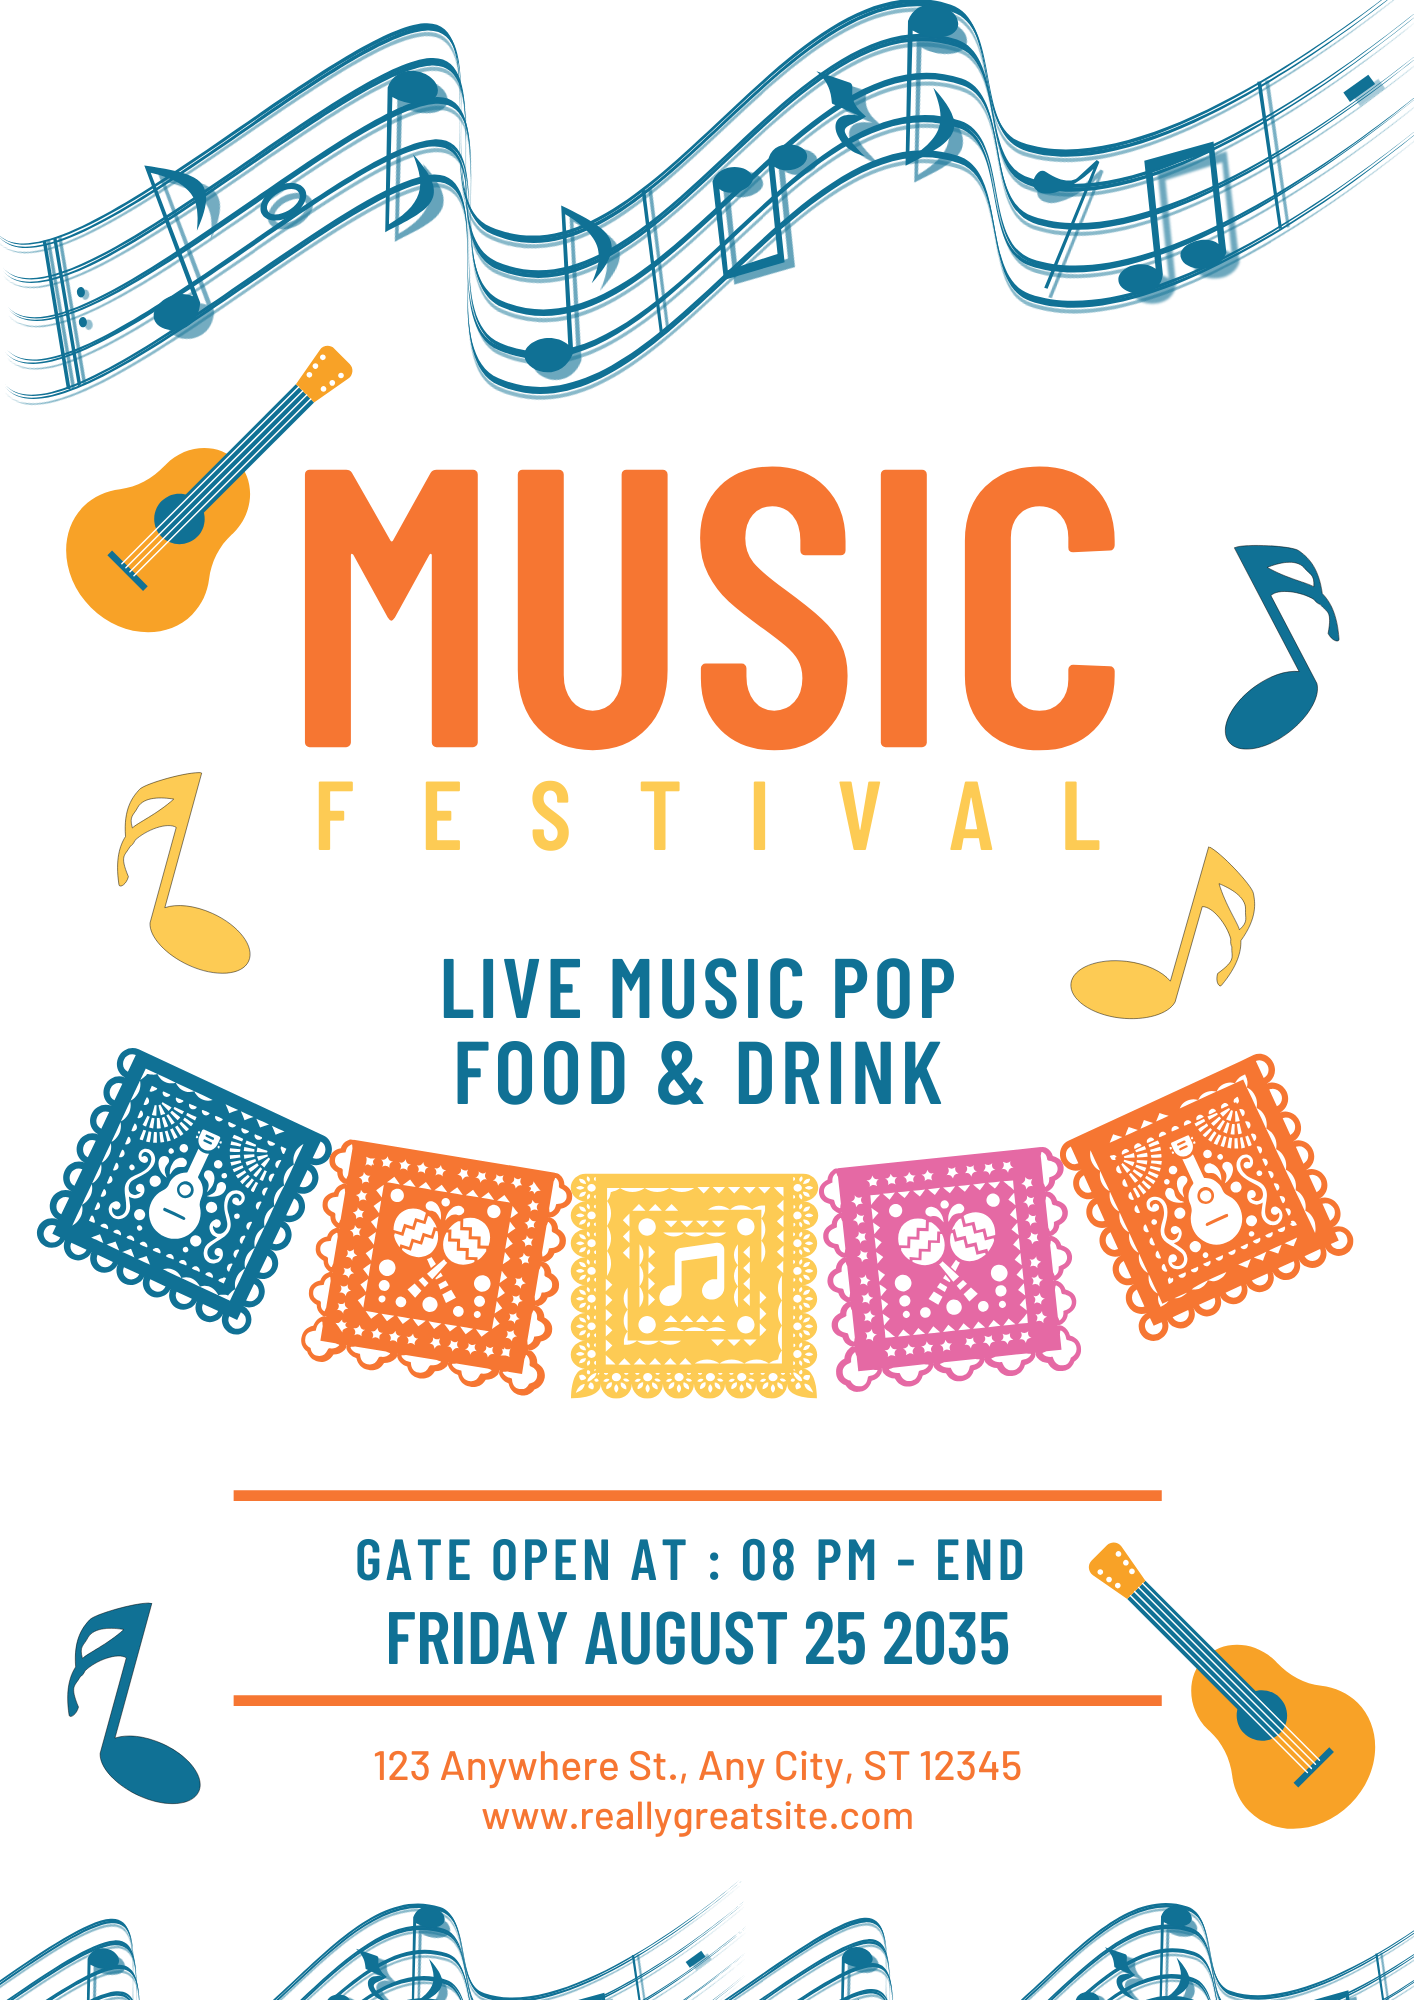 MUSIC
FESTIVAL
LIVE MUSIC POP
FOOD & DRINK
GATE OPEN AT : 08 PM - END
FRIDAY AUGUST 25 2035
123 Anywhere St., Any City, ST 12345
www.reallygreatsite.com